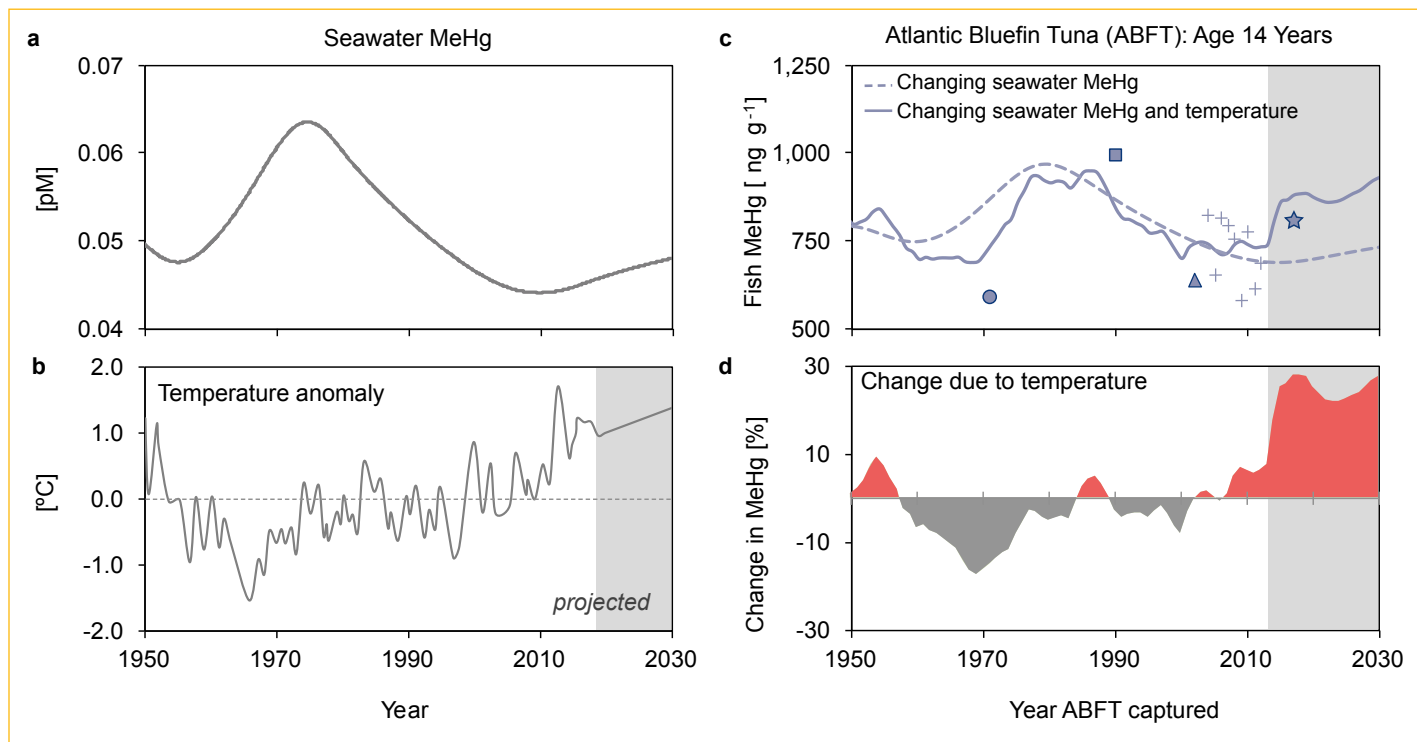 a
Seawater MeHg
0.07
0.06
0.05
0.04
[pM]
b
Temperature anomaly
2.0
1.0
0.0
-1.0
-2.0
[ºC]
projected
1950
1970
1990
2010
2030
Year
c
Atlantic Bluefin Tuna (ABFT): Age 14 Years
1,250
1,000
750
500
Fish MeHg [ ng g⁻¹]
Changing seawater MeHg
Changing seawater MeHg and temperature
d
Change due to temperature
30
10
-10
-30
Change in MeHg [%]
1950
1970
1990
2010
2030
Year ABFT captured